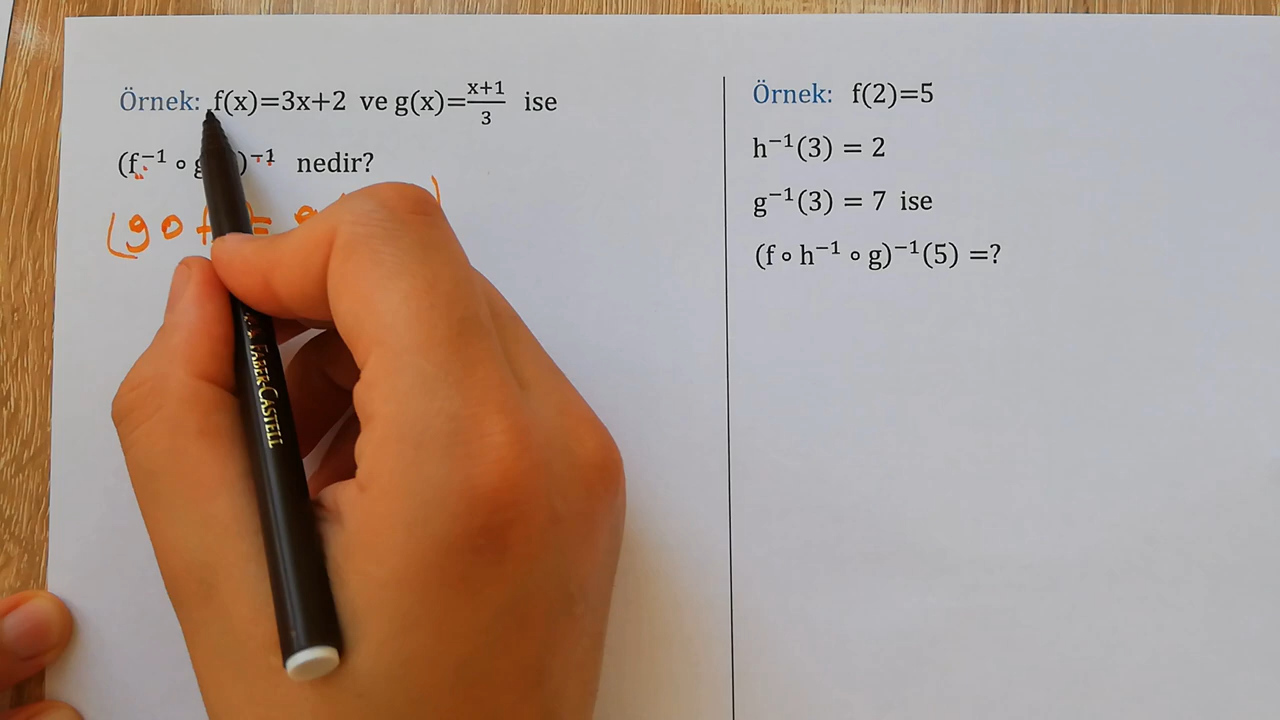 Örnek: f(x)=3x+2 ve g(x)=\frac{x+1}{3} ise
(f⁻¹ ∘ g )⁻¹ nedir?
(g o f =
FABER-CASTELL
Örnek: f(2)=5
h⁻¹(3) = 2
g⁻¹(3) = 7 ise
(f ∘ h⁻¹ ∘ g)⁻¹(5) =?